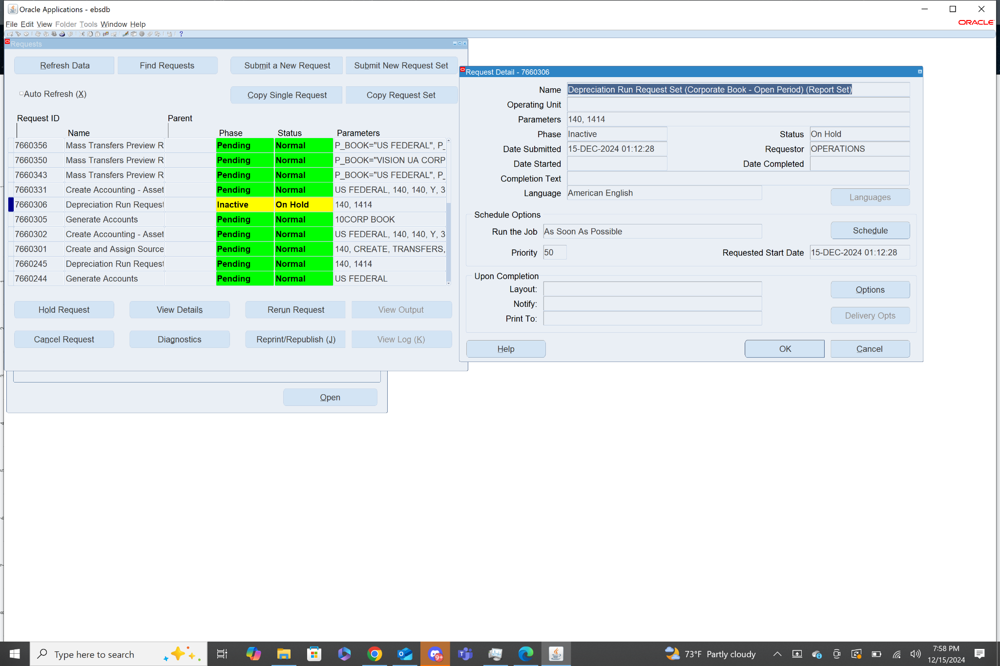 Oracle Applications - ebsdb
File Edit View Folder Tools Window Help
ORACLE
?
Requests
Refresh Data
Find Requests
Submit a New Request
Submit New Request Set
Auto Refresh (X)
Copy Single Request
Copy Request Set
Request ID
Parent
Name
Phase
Status
Parameters
7660356 Mass Transfers Preview R Pending Normal P_BOOK="US FEDERAL", P_
7660350 Mass Transfers Preview R Pending Normal P_BOOK="VISION UA CORP
7660343 Mass Transfers Preview R Pending Normal P_BOOK="US FEDERAL", P_
7660331 Create Accounting - Asset Pending Normal US FEDERAL, 140, 140, Y, 3
7660306 Depreciation Run Request Inactive On Hold 140, 1414
7660305 Generate Accounts Pending Normal 10CORP BOOK
7660302 Create Accounting - Asset Pending Normal US FEDERAL, 140, 140, Y, 3
7660301 Create and Assign Source Pending Normal 140, CREATE, TRANSFERS,
7660245 Depreciation Run Request Pending Normal 140, 1414
7660244 Generate Accounts Pending Normal US FEDERAL
Hold Request
View Details
Rerun Request
View Output
Cancel Request
Diagnostics
Reprint/Republish (J)
View Log (K)
Open
Request Detail - 7660306
Name Depreciation Run Request Set (Corporate Book - Open Period) (Report Set)
Operating Unit
Parameters 140, 1414
Phase Inactive Status On Hold
Date Submitted 15-DEC-2024 01:12:28 Requestor OPERATIONS
Date Started Date Completed
Completion Text
Language American English
Languages
Schedule Options
Run the Job As Soon As Possible
Schedule
Priority 50 Requested Start Date 15-DEC-2024 01:12:28
Upon Completion
Layout:
Options
Notify:
Print To:
Delivery Opts
Help
OK
Cancel
Type here to search
9+
73°F Partly cloudy
7:58 PM
12/15/2024